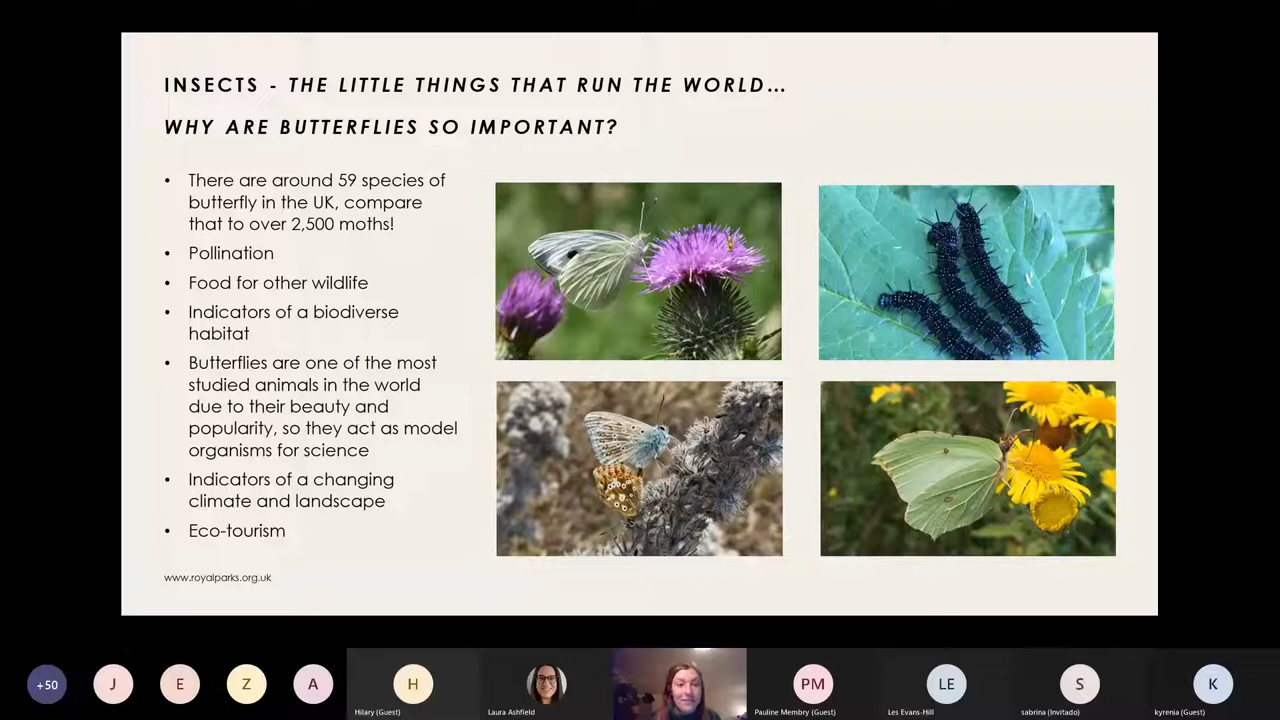 INSECTS - THE LITTLE THINGS THAT RUN THE WORLD...
WHY ARE BUTTERFLIES SO IMPORTANT?
• There are around 59 species of
butterfly in the UK, compare
that to over 2,500 moths!
• Pollination
• Food for other wildlife
• Indicators of a biodiverse
habitat
• Butterflies are one of the most
studied animals in the world
due to their beauty and
popularity, so they act as model
organisms for science
• Indicators of a changing
climate and landscape
• Eco-tourism
www.royalparks.org.uk
+50
J
E
Z
A
H
Hilary (Guest)
Laura Ashfield
PM
Pauline Membry (Guest)
LE
Les Evans-Hill
S
sabrina (Invitado)
K
kyrenia (Guest)